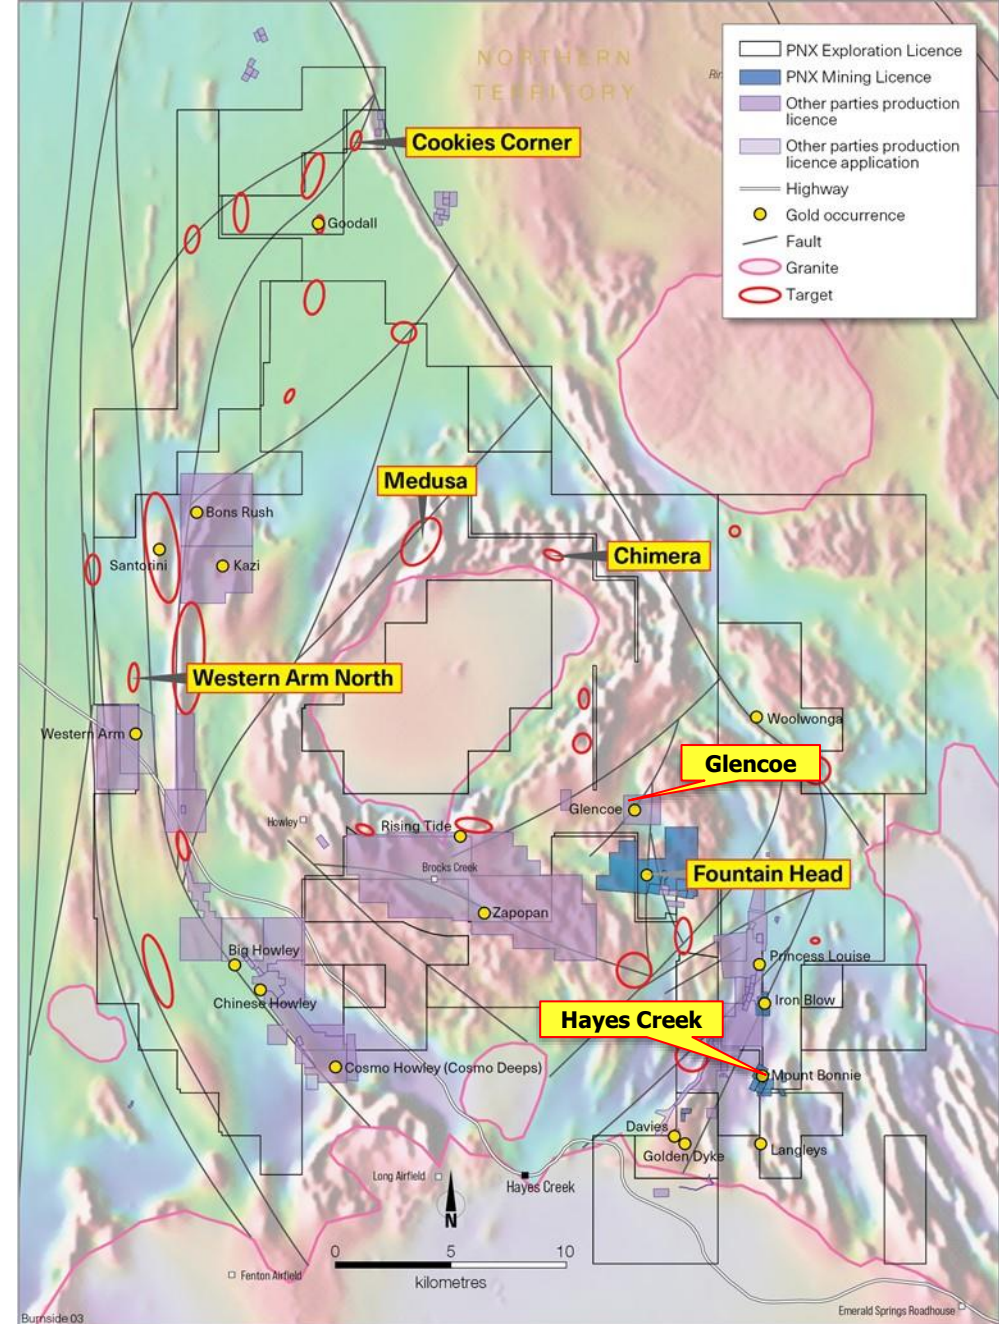 NORTHERN
TERRITORY
PNX Exploration Licence
PNX Mining Licence
Other parties production
licence
Other parties production
licence application
Highway
Gold occurrence
Fault
Granite
Target
Cookies Corner
Goodall
Medusa
Bons Rush
Chimera
Santorini
Kazi
Western Arm North
Woolwonga
Western Arm
Glencoe
Glencoe
Howley
Rising Tide
Brocks Creek
Fountain Head
Zapopan
Big Howley
Princess Louise
Chinese Howley
Iron Blow
Hayes Creek
Cosmo Howley (Cosmo Deeps)
Mount Bonnie
Davies
Golden Dyke
Langleys
Long Airfield
Hayes Creek
N
0 5 10
kilometres
Fenton Airfield
Emerald Springs Roadhouse
Burnside 03